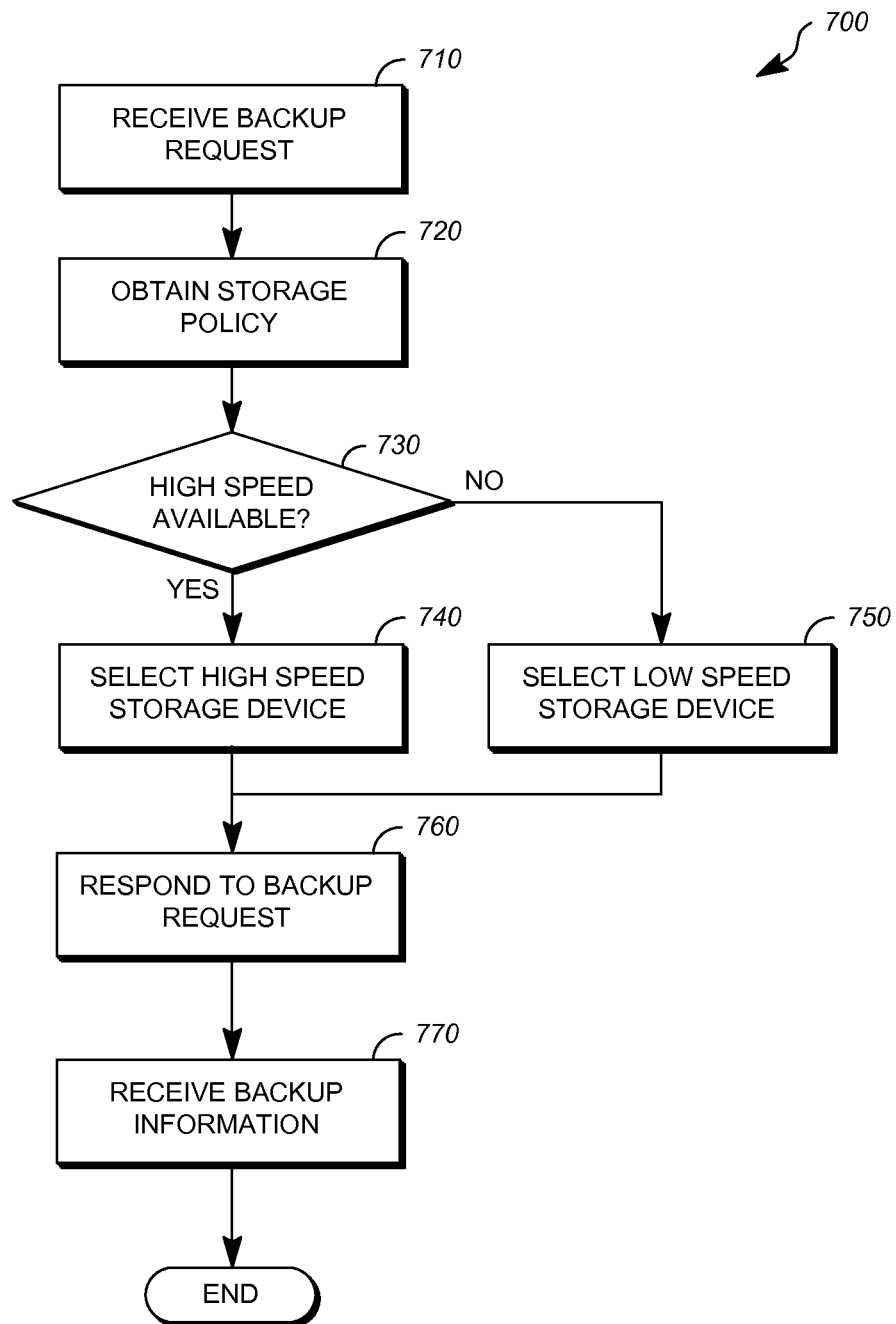 700
710
RECEIVE BACKUP
REQUEST
720
OBTAIN STORAGE
POLICY
730
HIGH SPEED
AVAILABLE?
NO
YES
740
SELECT HIGH SPEED
STORAGE DEVICE
750
SELECT LOW SPEED
STORAGE DEVICE
760
RESPOND TO BACKUP
REQUEST
770
RECEIVE BACKUP
INFORMATION
END